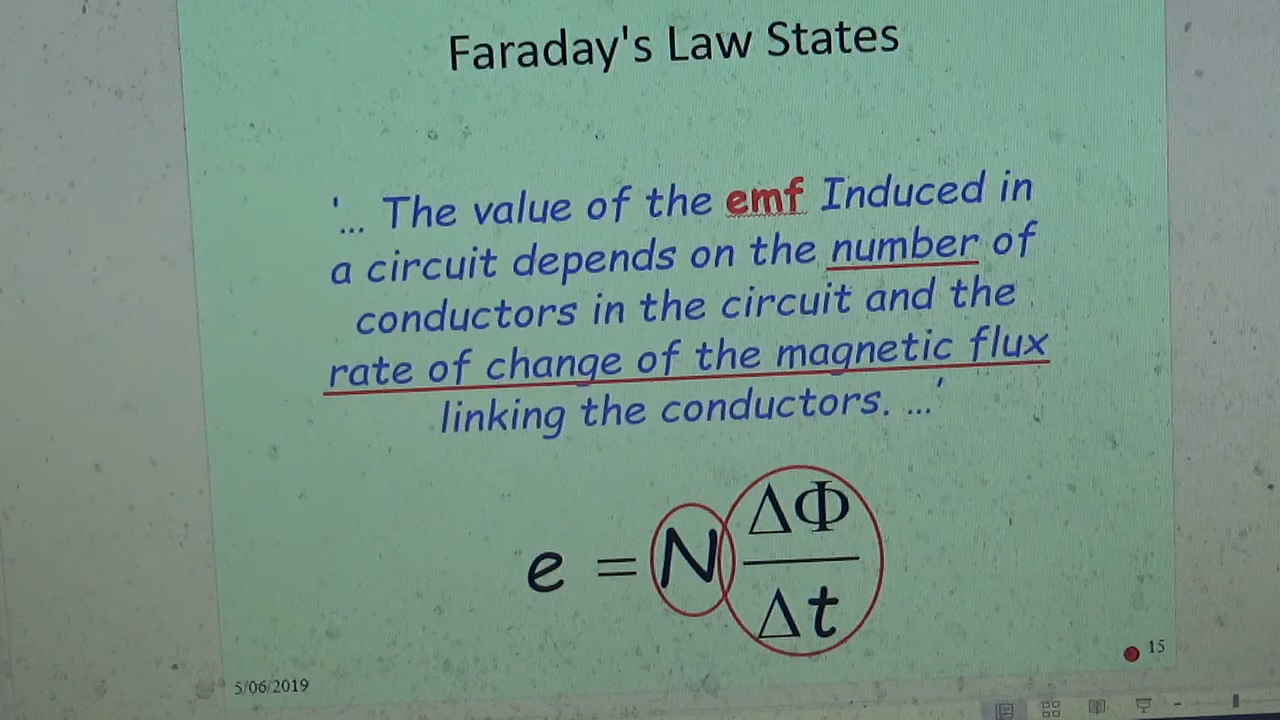 Faraday's Law States
'... The value of the emf Induced in
a circuit depends on the number of
conductors in the circuit and the
rate of change of the magnetic flux
linking the conductors. ...'
e = N ΔΦ
Δt
5/06/2019
15